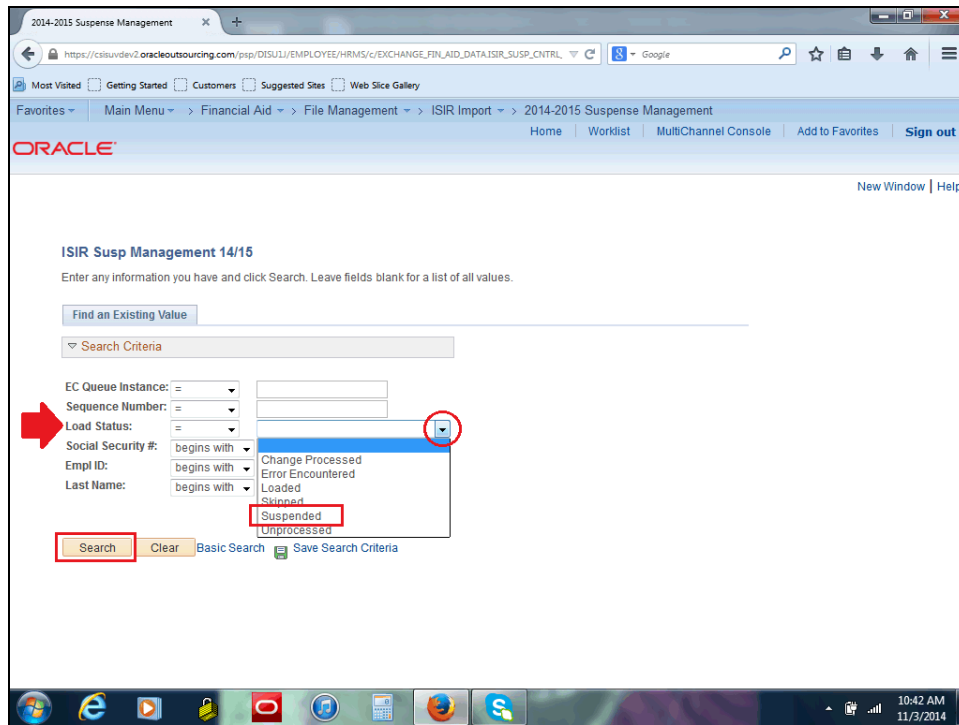 2014-2015 Suspense Management
https://csisuvdev2.oracleoutsourcing.com/psp/DISU1J/EMPLOYEE/HRMS/c/EXCHANGE_FIN_AID_DATA.ISIR_SUSP_CNTRL_
Google
Most Visited Getting Started Customers Suggested Sites Web Slice Gallery
Favorites Main Menu > Financial Aid > File Management > ISIR Import > 2014-2015 Suspense Management
Home Worklist MultiChannel Console Add to Favorites Sign out
ORACLE
New Window | Help
ISIR Susp Management 14/15
Enter any information you have and click Search. Leave fields blank for a list of all values.
Find an Existing Value
Search Criteria
EC Queue Instance: =
Sequence Number: =
Load Status: =
Social Security #: begins with
Change Processed
Empl ID: begins with
Error Encountered
Loaded
Last Name: begins with
Skipped
Suspended
Unprocessed
Search Clear Basic Search Save Search Criteria
10:42 AM
11/3/2014